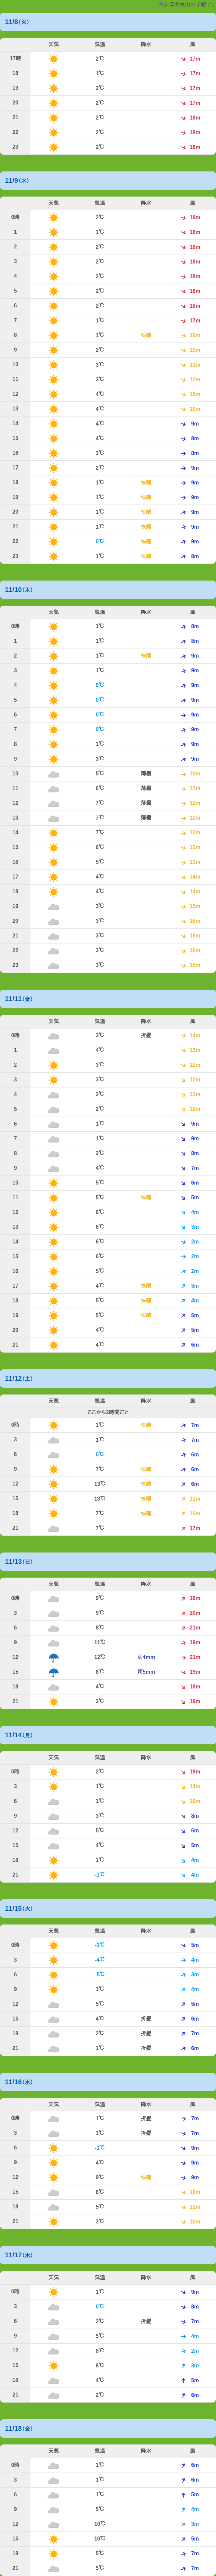 ※安達太良山の予報です
11/8(火)
天気 気温 降水 風
17時 2℃ 17m
18 1℃ 17m
19 2℃ 17m
20 2℃ 17m
21 2℃ 18m
22 2℃ 18m
23 2℃ 18m
11/9(水)
天気 気温 降水 風
0時 2℃ 18m
1 1℃ 18m
2 2℃ 18m
3 2℃ 18m
4 2℃ 18m
5 2℃ 18m
6 2℃ 18m
7 1℃ 17m
8 1℃ 快晴 16m
9 2℃ 15m
10 3℃ 13m
11 3℃ 12m
12 4℃ 10m
13 4℃ 10m
14 4℃ 9m
15 4℃ 8m
16 3℃ 8m
17 2℃ 9m
18 1℃ 快晴 9m
19 1℃ 快晴 9m
20 1℃ 快晴 9m
21 1℃ 快晴 9m
22 0℃ 快晴 9m
23 1℃ 快晴 8m
11/10(木)
天気 気温 降水 風
0時 1℃ 8m
1 1℃ 8m
2 1℃ 快晴 9m
3 1℃ 9m
4 0℃ 9m
5 0℃ 9m
6 0℃ 9m
7 0℃ 9m
8 1℃ 9m
9 3℃ 9m
10 5℃ 薄曇 10m
11 6℃ 薄曇 11m
12 7℃ 薄曇 12m
13 7℃ 薄曇 12m
14 7℃ 12m
15 6℃ 13m
16 5℃ 13m
17 4℃ 14m
18 4℃ 14m
19 3℃ 15m
20 3℃ 16m
21 3℃ 16m
22 3℃ 16m
23 3℃ 15m
11/11(金)
天気 気温 降水 風
0時 3℃ 折曇 14m
1 4℃ 13m
2 3℃ 12m
3 3℃ 12m
4 2℃ 11m
5 2℃ 10m
6 1℃ 9m
7 1℃ 9m
8 2℃ 8m
9 4℃ 7m
10 5℃ 6m
11 5℃ 快晴 5m
12 6℃ 4m
13 6℃ 3m
14 6℃ 2m
15 6℃ 2m
16 5℃ 2m
17 4℃ 快晴 3m
18 5℃ 快晴 4m
19 5℃ 快晴 5m
20 4℃ 5m
21 4℃ 6m
11/12(土)
天気 気温 降水 風
ここから3時間ごと
0時 1℃ 快晴 7m
3 1℃ 7m
6 0℃ 6m
9 7℃ 快晴 6m
12 13℃ 快晴 6m
15 13℃ 快晴 11m
18 7℃ 快晴 16m
21 7℃ 17m
11/13(日)
天気 気温 降水 風
0時 9℃ 18m
3 9℃ 20m
6 8℃ 21m
9 11℃ 19m
12 12℃ 雨4mm 21m
15 8℃ 雨5mm 19m
18 4℃ 18m
21 3℃ 19m
11/14(月)
天気 気温 降水 風
0時 2℃ 19m
3 1℃ 14m
6 1℃ 10m
9 3℃ 8m
12 5℃ 6m
15 4℃ 5m
18 1℃ 4m
21 -1℃ 4m
11/15(火)
天気 気温 降水 風
0時 -3℃ 5m
3 -4℃ 4m
6 -5℃ 3m
9 1℃ 4m
12 5℃ 5m
15 4℃ 折曇 6m
18 2℃ 折曇 7m
21 1℃ 折曇 6m
11/16(水)
天気 気温 降水 風
0時 1℃ 折曇 7m
3 1℃ 折曇 7m
6 -1℃ 9m
9 4℃ 9m
12 9℃ 快晴 9m
15 8℃ 10m
18 5℃ 11m
21 3℃ 10m
11/17(木)
天気 気温 降水 風
0時 1℃ 9m
3 0℃ 8m
6 2℃ 折曇 7m
9 5℃ 4m
12 8℃ 2m
15 8℃ 3m
18 4℃ 5m
21 2℃ 6m
11/18(金)
天気 気温 降水 風
0時 1℃ 6m
3 1℃ 6m
6 1℃ 5m
9 5℃ 4m
12 10℃ 3m
15 10℃ 5m
18 5℃ 7m
21 5℃ 7m